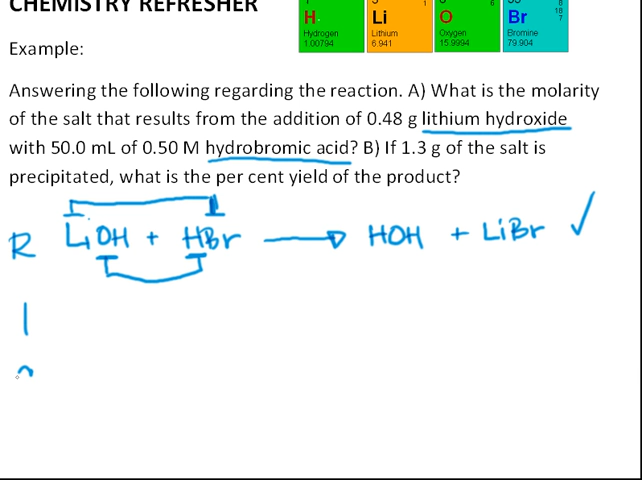 CHEMISTRY REFRESHER
H Li O Br
Hydrogen Lithium Oxygen Bromine
1.00794 6.941 15.9994 79.904
Example:
Answering the following regarding the reaction. A) What is the molarity
of the salt that results from the addition of 0.48 g lithium hydroxide
with 50.0 mL of 0.50 M hydrobromic acid? B) If 1.3 g of the salt is
precipitated, what is the per cent yield of the product?
R LiOH + HBr → HOH + LiBr ✓
I